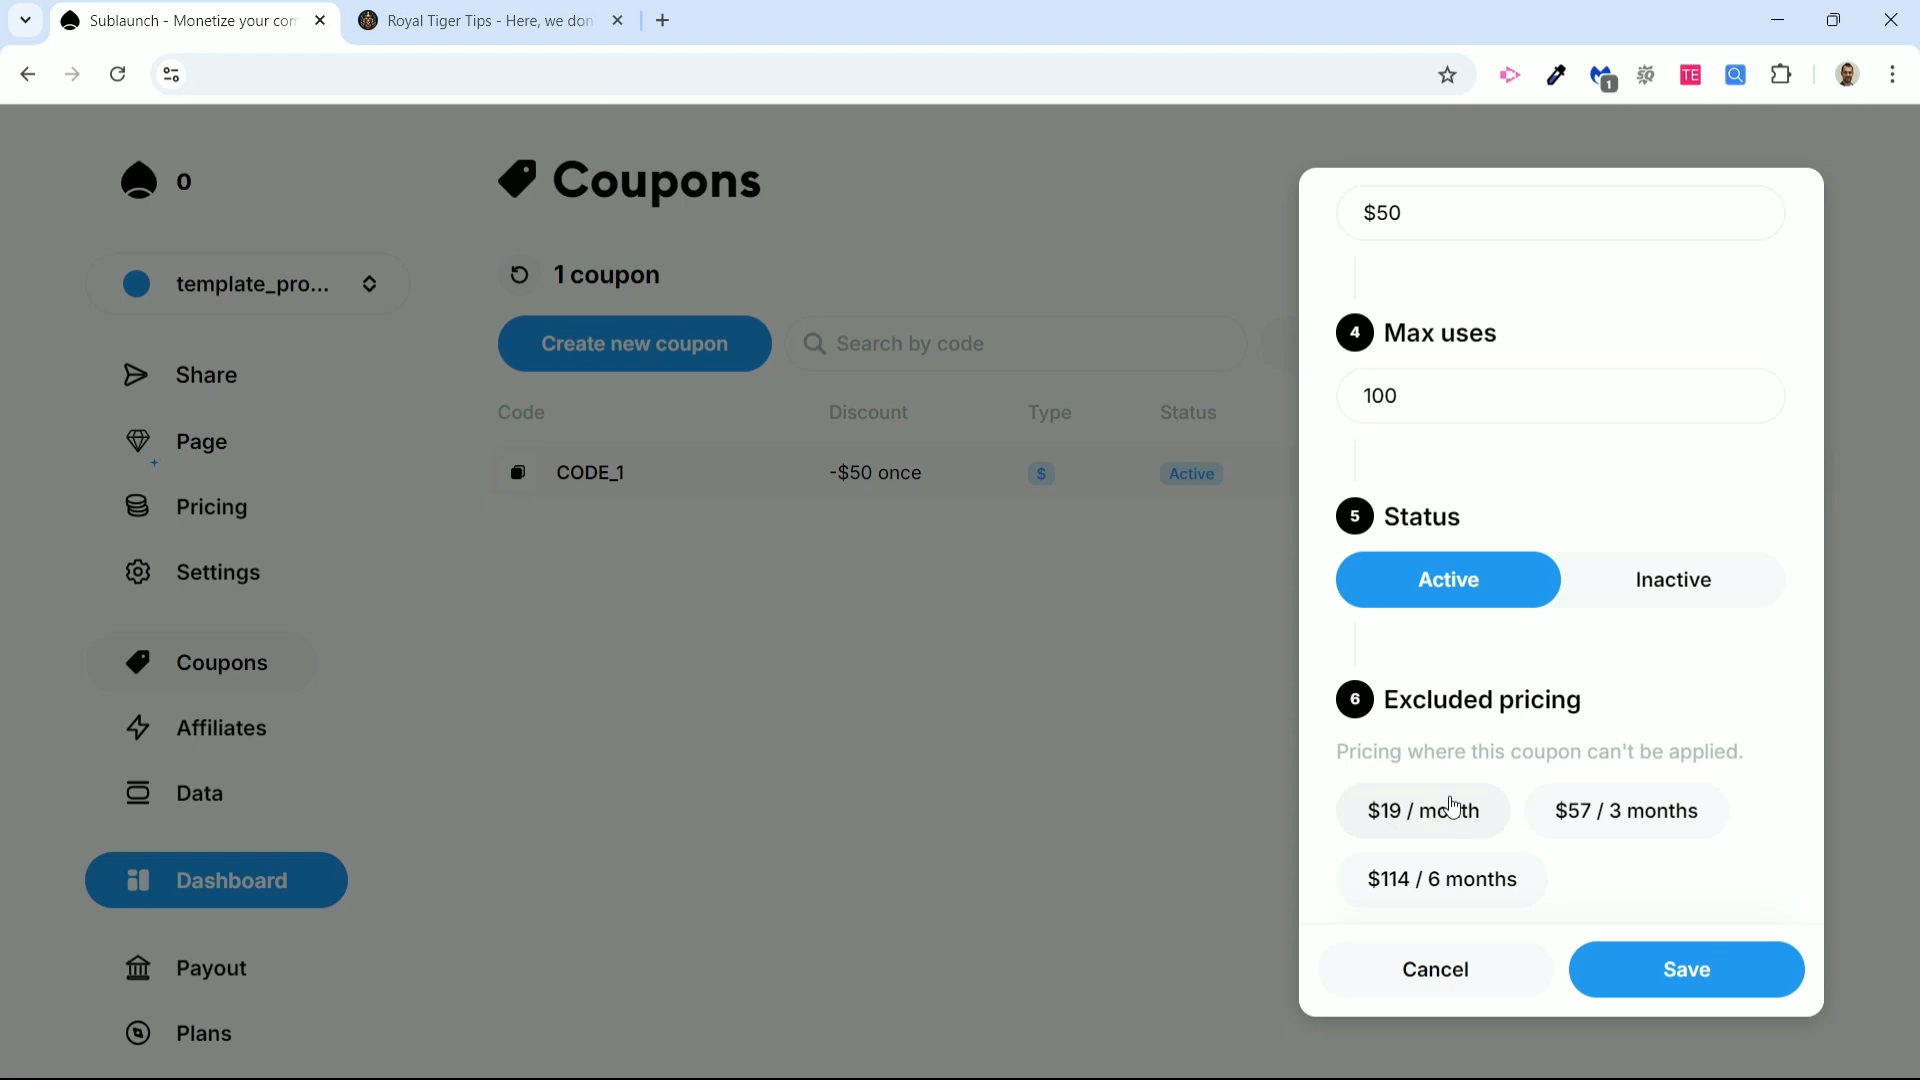 Sublaunch - Monetize your com
Royal Tiger Tips - Here, we don
1
TE
0
template_pro...
Share
Page
Pricing
Settings
Coupons
Affiliates
Data
Dashboard
Payout
Plans
Coupons
1 coupon
Create new coupon
Search by code
Code Discount Type Status
CODE_1 -$50 once $ Active
$50
4 Max uses
100
5 Status
Active Inactive
6 Excluded pricing
Pricing where this coupon can't be applied.
$19 / month $57 / 3 months
$114 / 6 months
Cancel Save